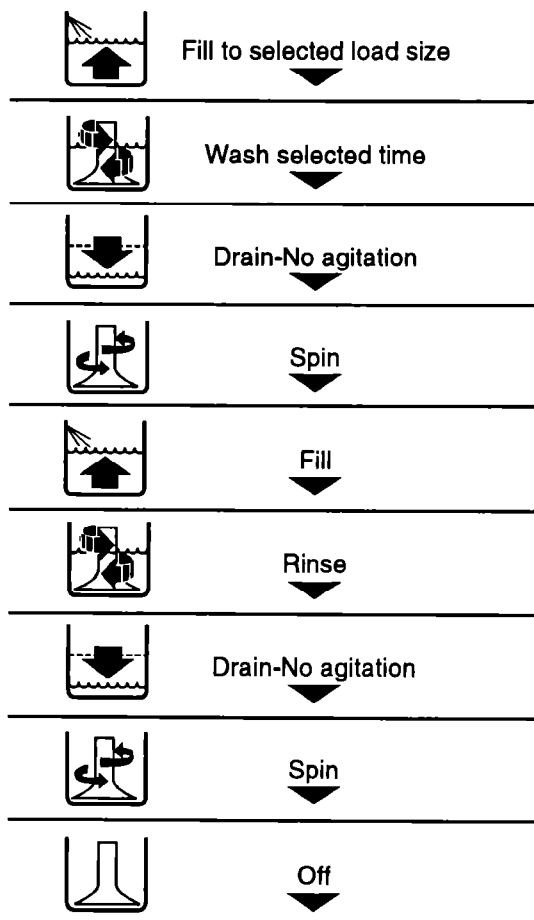 Fill to selected load size
Wash selected time
Drain-No agitation
Spin
Fill
Rinse
Drain-No agitation
Spin
Off